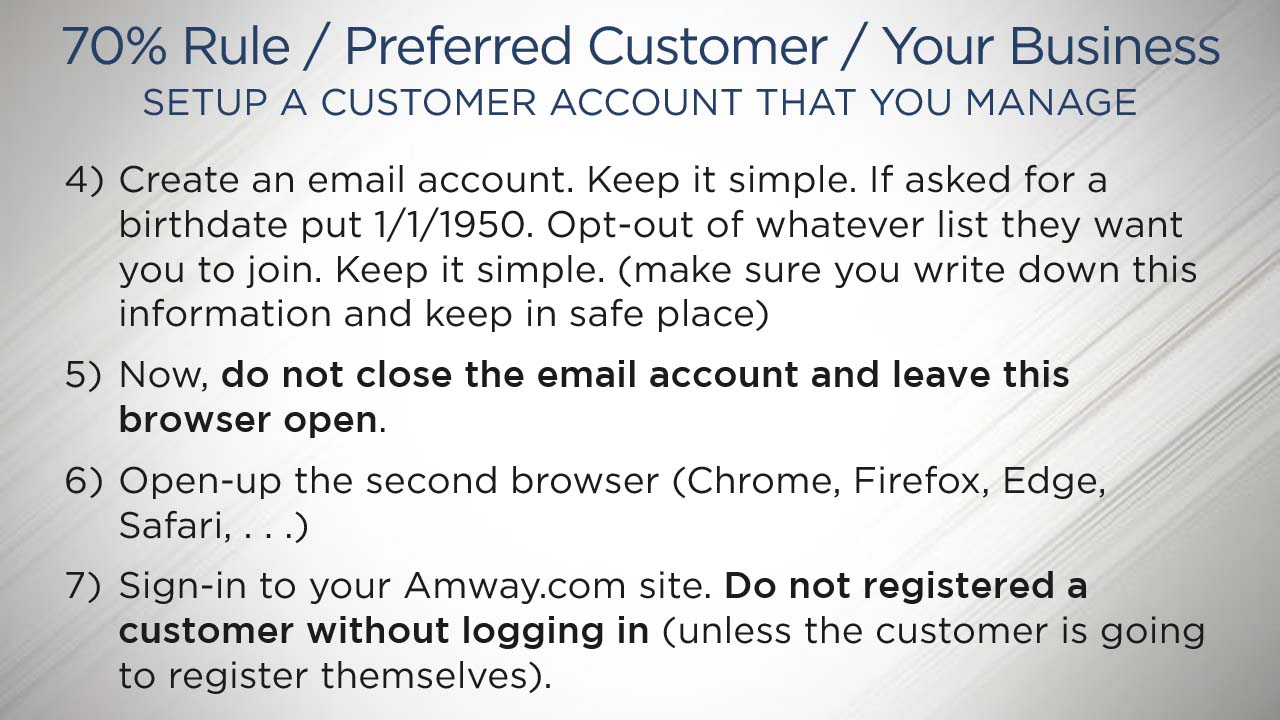 70% Rule / Preferred Customer / Your Business
SETUP A CUSTOMER ACCOUNT THAT YOU MANAGE
4) Create an email account. Keep it simple. If asked for a
birthdate put 1/1/1950. Opt-out of whatever list they want
you to join. Keep it simple. (make sure you write down this
information and keep in safe place)
5) Now, do not close the email account and leave this
browser open.
6) Open-up the second browser (Chrome, Firefox, Edge,
Safari, . . .)
7) Sign-in to your Amway.com site. Do not registered a
customer without logging in (unless the customer is going
to register themselves).